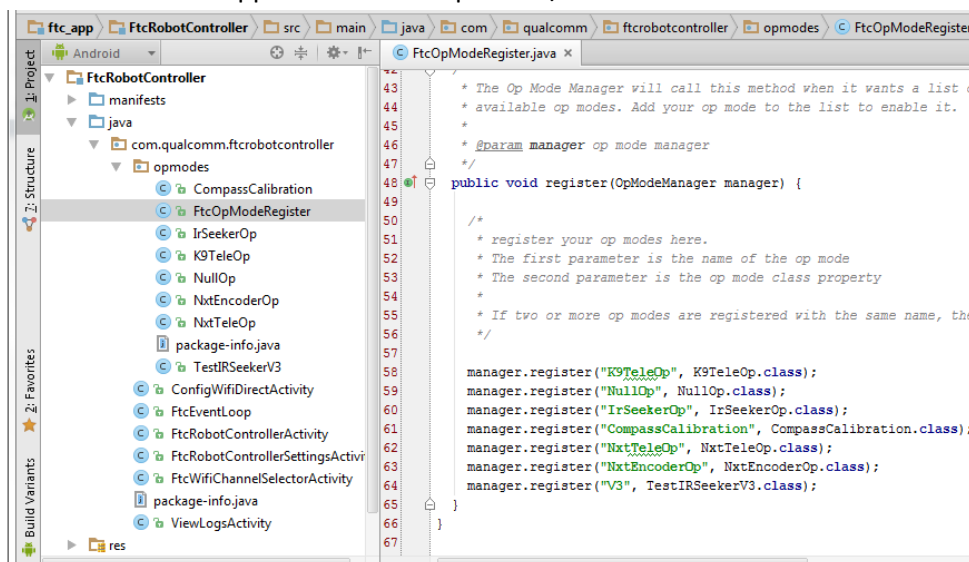 ftc_app FtcRobotController src main java com qualcomm ftcrobotcontroller opmodes FtcOpModeRegister
1: Project
7: Structure
2: Favorites
Build Variants
Android
FtcRobotController
manifests
java
com.qualcomm.ftcrobotcontroller
opmodes
CompassCalibration
FtcOpModeRegister
IrSeekerOp
K9TeleOp
NullOp
NxtEncoderOp
NxtTeleOp
package-info.java
TestIRSeekerV3
ConfigWifiDirectActivity
FtcEventLoop
FtcRobotControllerActivity
FtcRobotControllerSettingsActivi
FtcWifiChannelSelectorActivity
package-info.java
ViewLogsActivity
res
FtcOpModeRegister.java ×
43 * The Op Mode Manager will call this method when it wants a list
44 * available op modes. Add your op mode to the list to enable it.
45 *
46 * @param manager op mode manager
47 */
48 public void register(OpModeManager manager) {
49
50 /*
51 * register your op modes here.
52 * The first parameter is the name of the op mode
53 * The second parameter is the op mode class property
54 *
55 * If two or more op modes are registered with the same name, the
56 */
57
58 manager.register("K9TeleOp", K9TeleOp.class);
59 manager.register("NullOp", NullOp.class);
60 manager.register("IrSeekerOp", IrSeekerOp.class);
61 manager.register("CompassCalibration", CompassCalibration.class);
62 manager.register("NxtTeleOp", NxtTeleOp.class);
63 manager.register("NxtEncoderOp", NxtEncoderOp.class);
64 manager.register("V3", TestIRSeekerV3.class);
65 }
66 }
67